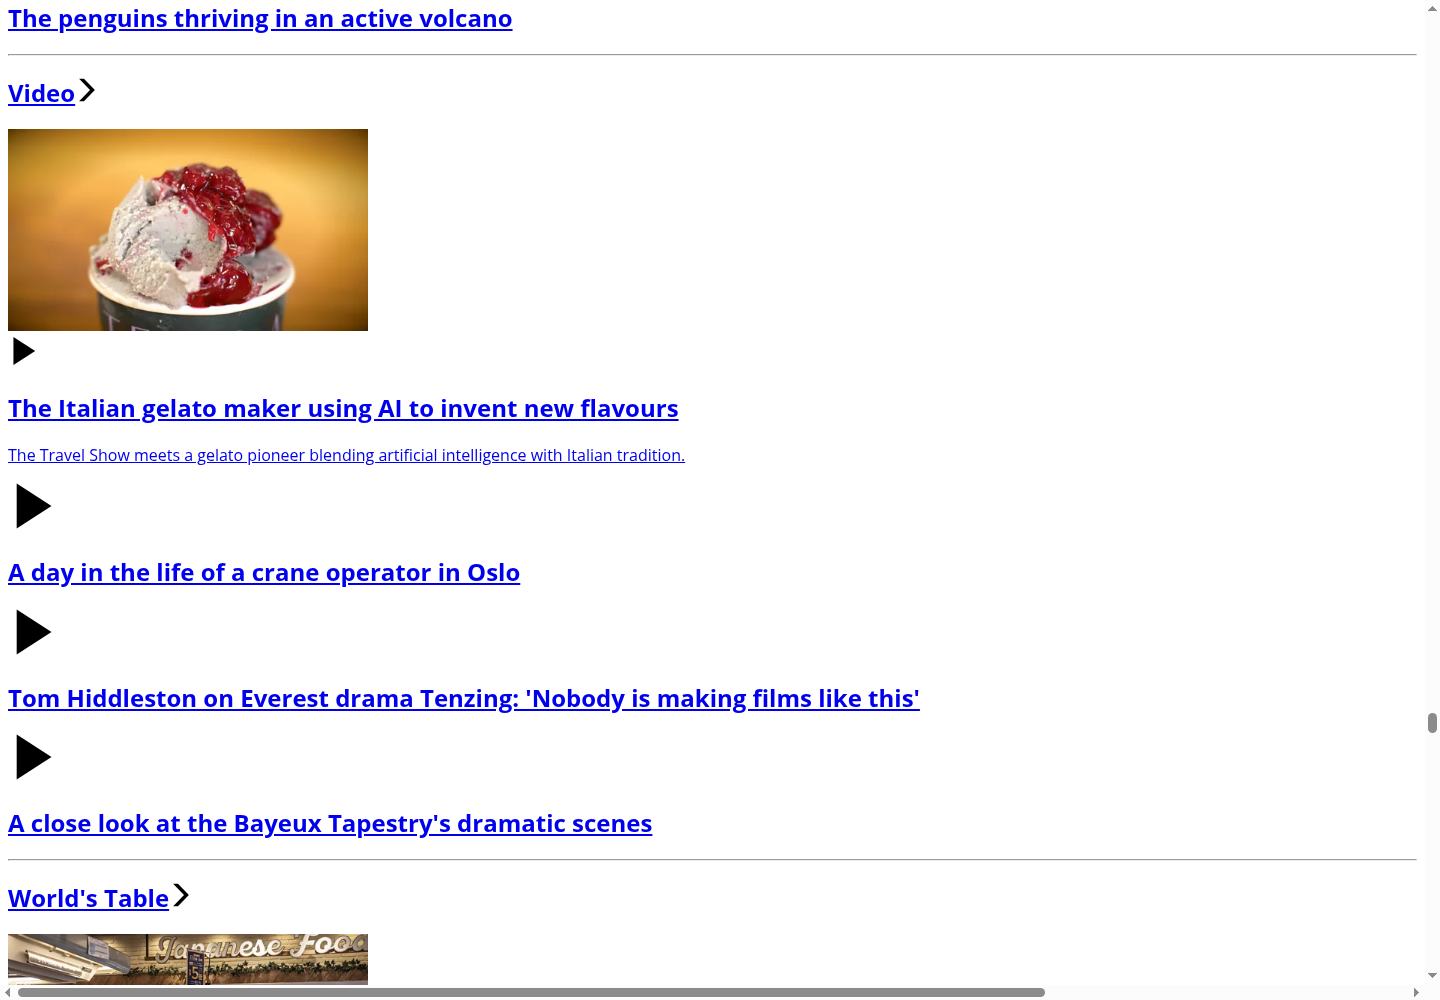 The penguins thriving in an active volcano
Video
The Italian gelato maker using AI to invent new flavours
The Travel Show meets a gelato pioneer blending artificial intelligence with Italian tradition.
A day in the life of a crane operator in Oslo
Tom Hiddleston on Everest drama Tenzing: 'Nobody is making films like this'
A close look at the Bayeux Tapestry's dramatic scenes
World's Table
Japanese Food